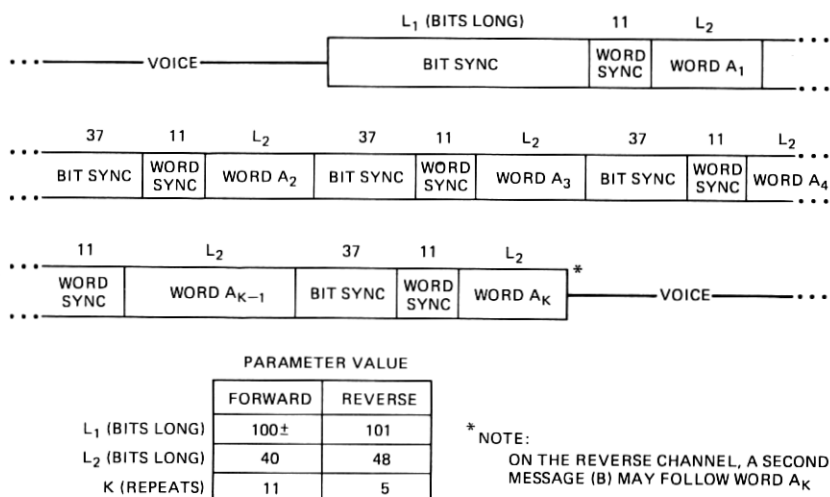 L₁ (BITS LONG) 11 L₂
••• VOICE BIT SYNC WORD SYNC WORD A₁ •••
37 11 L₂ 37 11 L₂ 37 11 L₂
••• BIT SYNC WORD SYNC WORD A₂ BIT SYNC WORD SYNC WORD A₃ BIT SYNC WORD SYNC WORD A₄ •••
11 L₂ 37 11 L₂
••• WORD SYNC WORD A_K−1 BIT SYNC WORD SYNC WORD A_K * VOICE •••
PARAMETER VALUE
FORWARD REVERSE
L₁ (BITS LONG) 100± 101
L₂ (BITS LONG) 40 48
K (REPEATS) 11 5
* NOTE:
ON THE REVERSE CHANNEL, A SECOND
MESSAGE (B) MAY FOLLOW WORD A_K